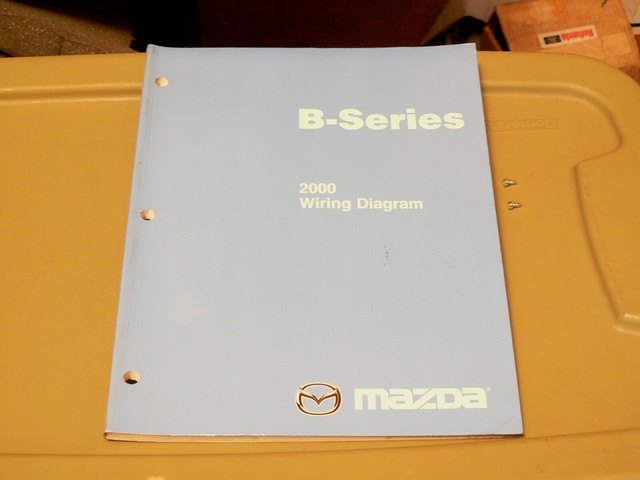 B-Series
2000
Wiring Diagram
mazda®